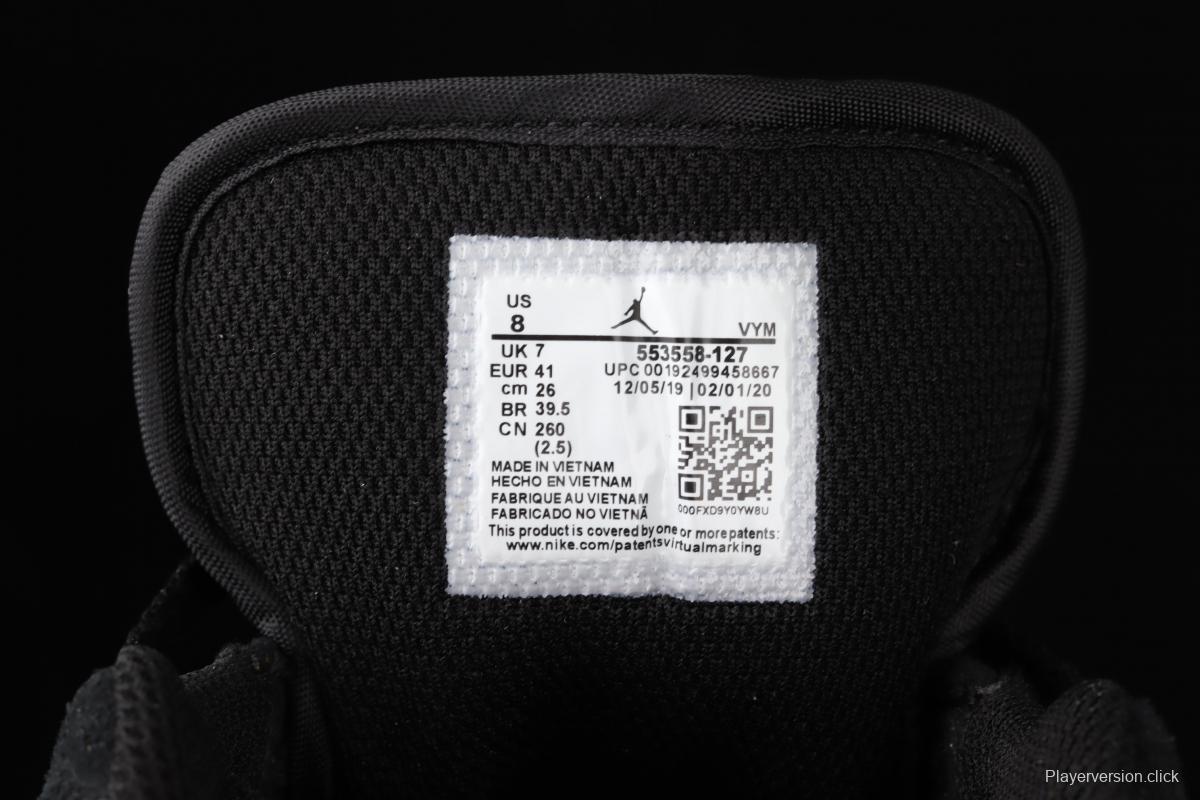 US
8
VYM
UK 7
553558-127
EUR 41
UPC 00192499458667
cm 26
12/05/19 | 02/01/20
BR 39.5
CN 260
(2.5)
MADE IN VIETNAM
HECHO EN VIETNAM
FABRIQUE AU VIETNAM
FABRICADO NO VIETNÃ
000FXD9Y0YW8U
This product is covered by one or more patents:
www.nike.com/patentsvirtualmarking
Playerversion.click